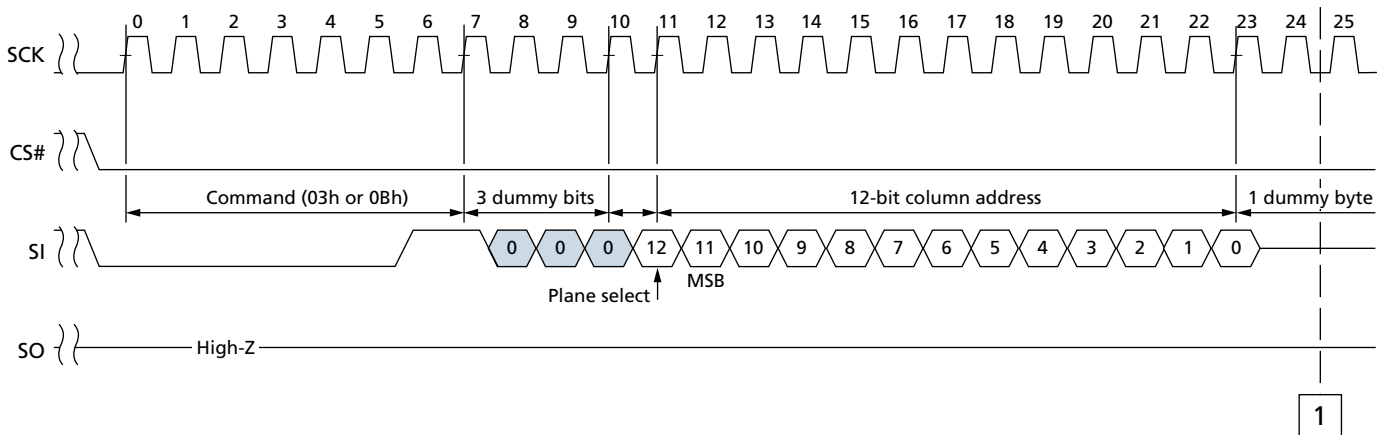 0 1 2 3 4 5 6 7 8 9 10 11 12 13 14 15 16 17 18 19 20 21 22 23 24 25
SCK
CS#
Command (03h or 0Bh) 3 dummy bits 12-bit column address 1 dummy byte
SI 0 0 0 12 11 10 9 8 7 6 5 4 3 2 1 0
MSB
Plane select
SO High-Z
1